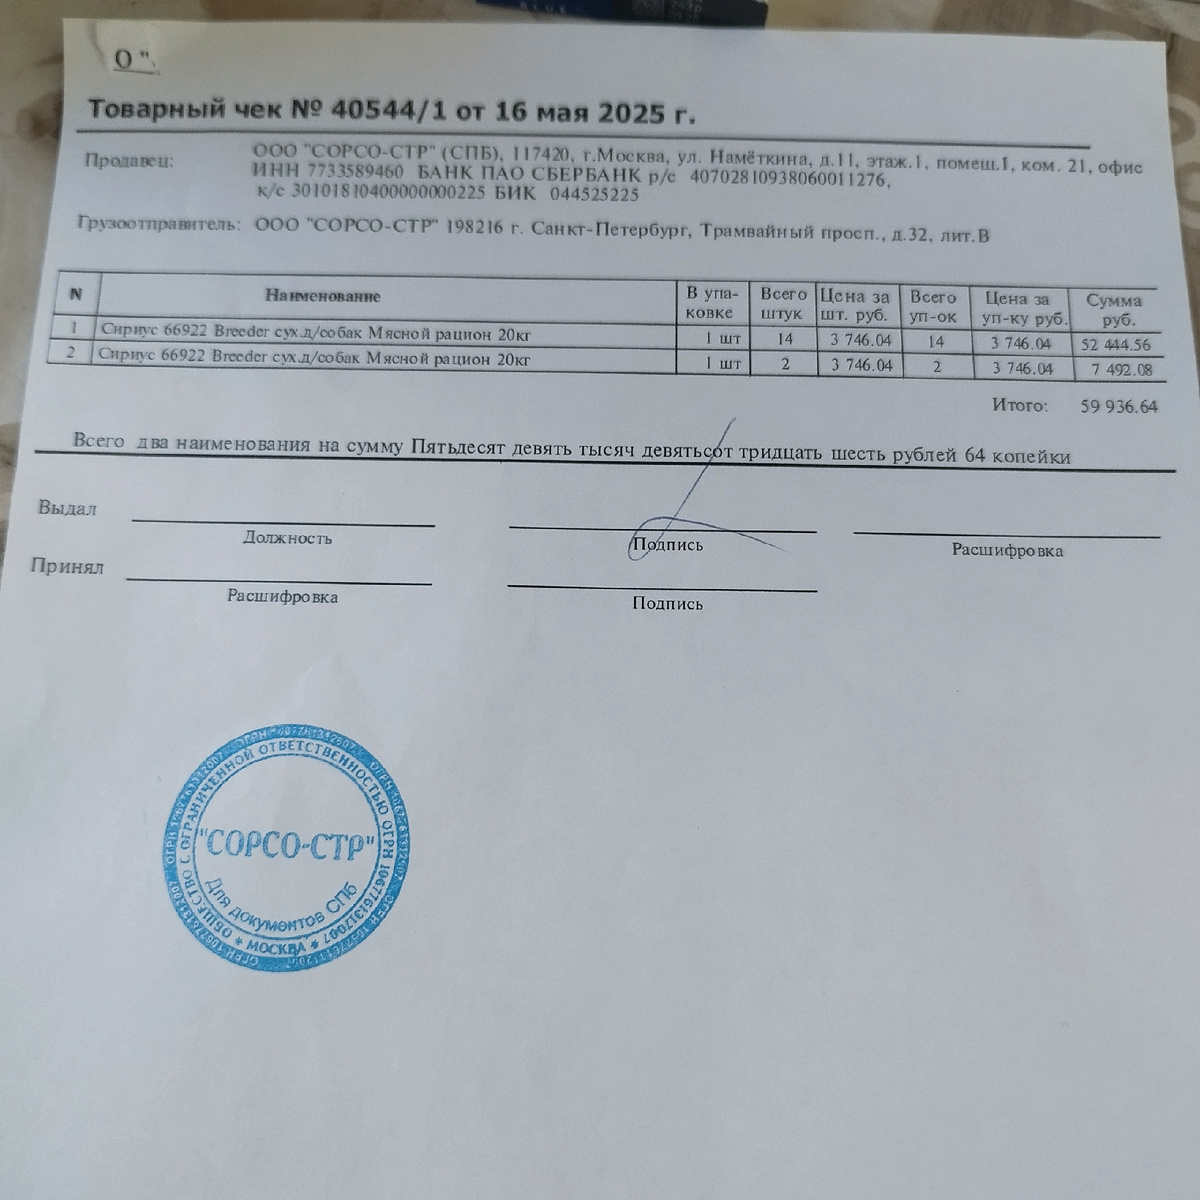 О "
Товарный чек № 40544/1 от 16 мая 2025 г.
Продавец: ООО "СОРСО-СТР" (СПБ), 117420, г.Москва, ул. Намёткина, д.11, этаж.1, помещ.I, ком. 21, офис
ИНН 7733589460 БАНК ПАО СБЕРБАНК р/с 40702810938060011276,
к/с 30101810400000000225 БИК 044525225
Грузоотправитель: ООО "СОРСО-СТР" 198216 г. Санкт-Петербург, Трамвайный просп., д.32, лит.В
N Наименование В упа- Всего Цена за Всего Цена за Сумма
ковке штук шт. руб. уп-ок уп-ку руб. руб.
1 Сириус 66922 Breeder сух.д/собак Мясной рацион 20кг 1 шт 14 3 746.04 14 3 746.04 52 444.56
2 Сириус 66922 Breeder сух.д/собак Мясной рацион 20кг 1 шт 2 3 746.04 2 3 746.04 7 492.08
Итого: 59 936.64
Всего два наименования на сумму Пятьдесят девять тысяч девятьсот тридцать шесть рублей 64 копейки
Выдал
Должность Подпись Расшифровка
Принял
Расшифровка Подпись
ОБЩЕСТВО С ОГРАНИЧЕННОЙ ОТВЕТСТВЕННОСТЬЮ ОГРН
"СОРСО-СТР"
Для документов СПб
* МОСКВА *